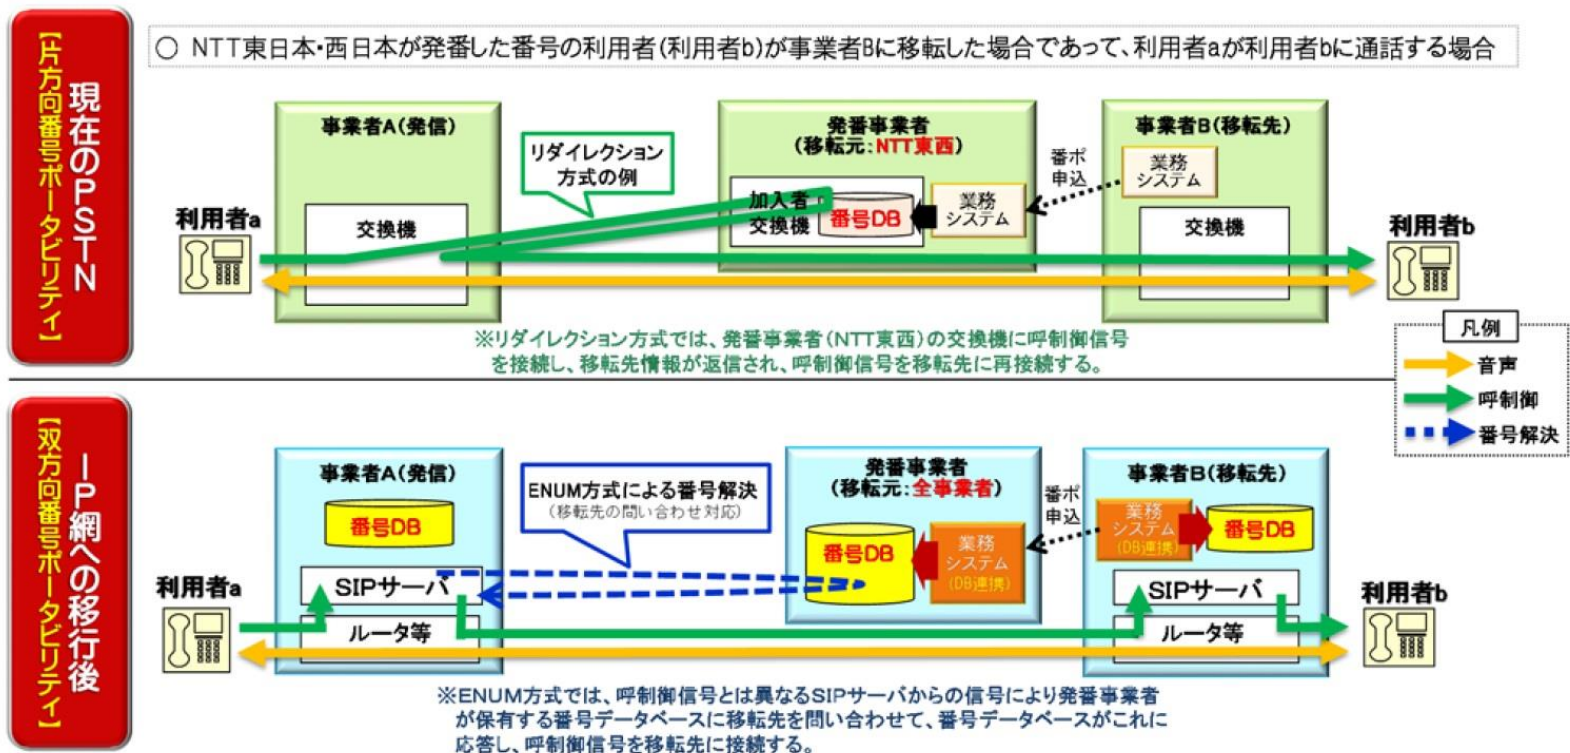 現在のPSTN
【片方向番号ポータビリティ】
○ NTT東日本・西日本が発番した番号の利用者(利用者b)が事業者Bに移転した場合であって、利用者aが利用者bに通話する場合
事業者A(発信)
交換機
利用者a
リダイレクション
方式の例
発番事業者
(移転元:NTT東西)
加入者
交換機
番号DB
業務
システム
番ポ
申込
事業者B(移転先)
業務
システム
交換機
利用者b
※リダイレクション方式では、発番事業者(NTT東西)の交換機に呼制御信号
を接続し、移転先情報が返信され、呼制御信号を移転先に再接続する。
凡例
音声
呼制御
番号解決
IP網への移行後
【双方向番号ポータビリティ】
事業者A(発信)
番号DB
SIPサーバ
ルータ等
利用者a
ENUM方式による番号解決
(移転先の問い合わせ対応)
発番事業者
(移転元:全事業者)
番号DB
業務
システム
(DB連携)
番ポ
申込
事業者B(移転先)
業務
システム
(DB連携)
番号DB
SIPサーバ
ルータ等
利用者b
※ENUM方式では、呼制御信号とは異なるSIPサーバからの信号により発番事業者
が保有する番号データベースに移転先を問い合わせて、番号データベースがこれに
応答し、呼制御信号を移転先に接続する。